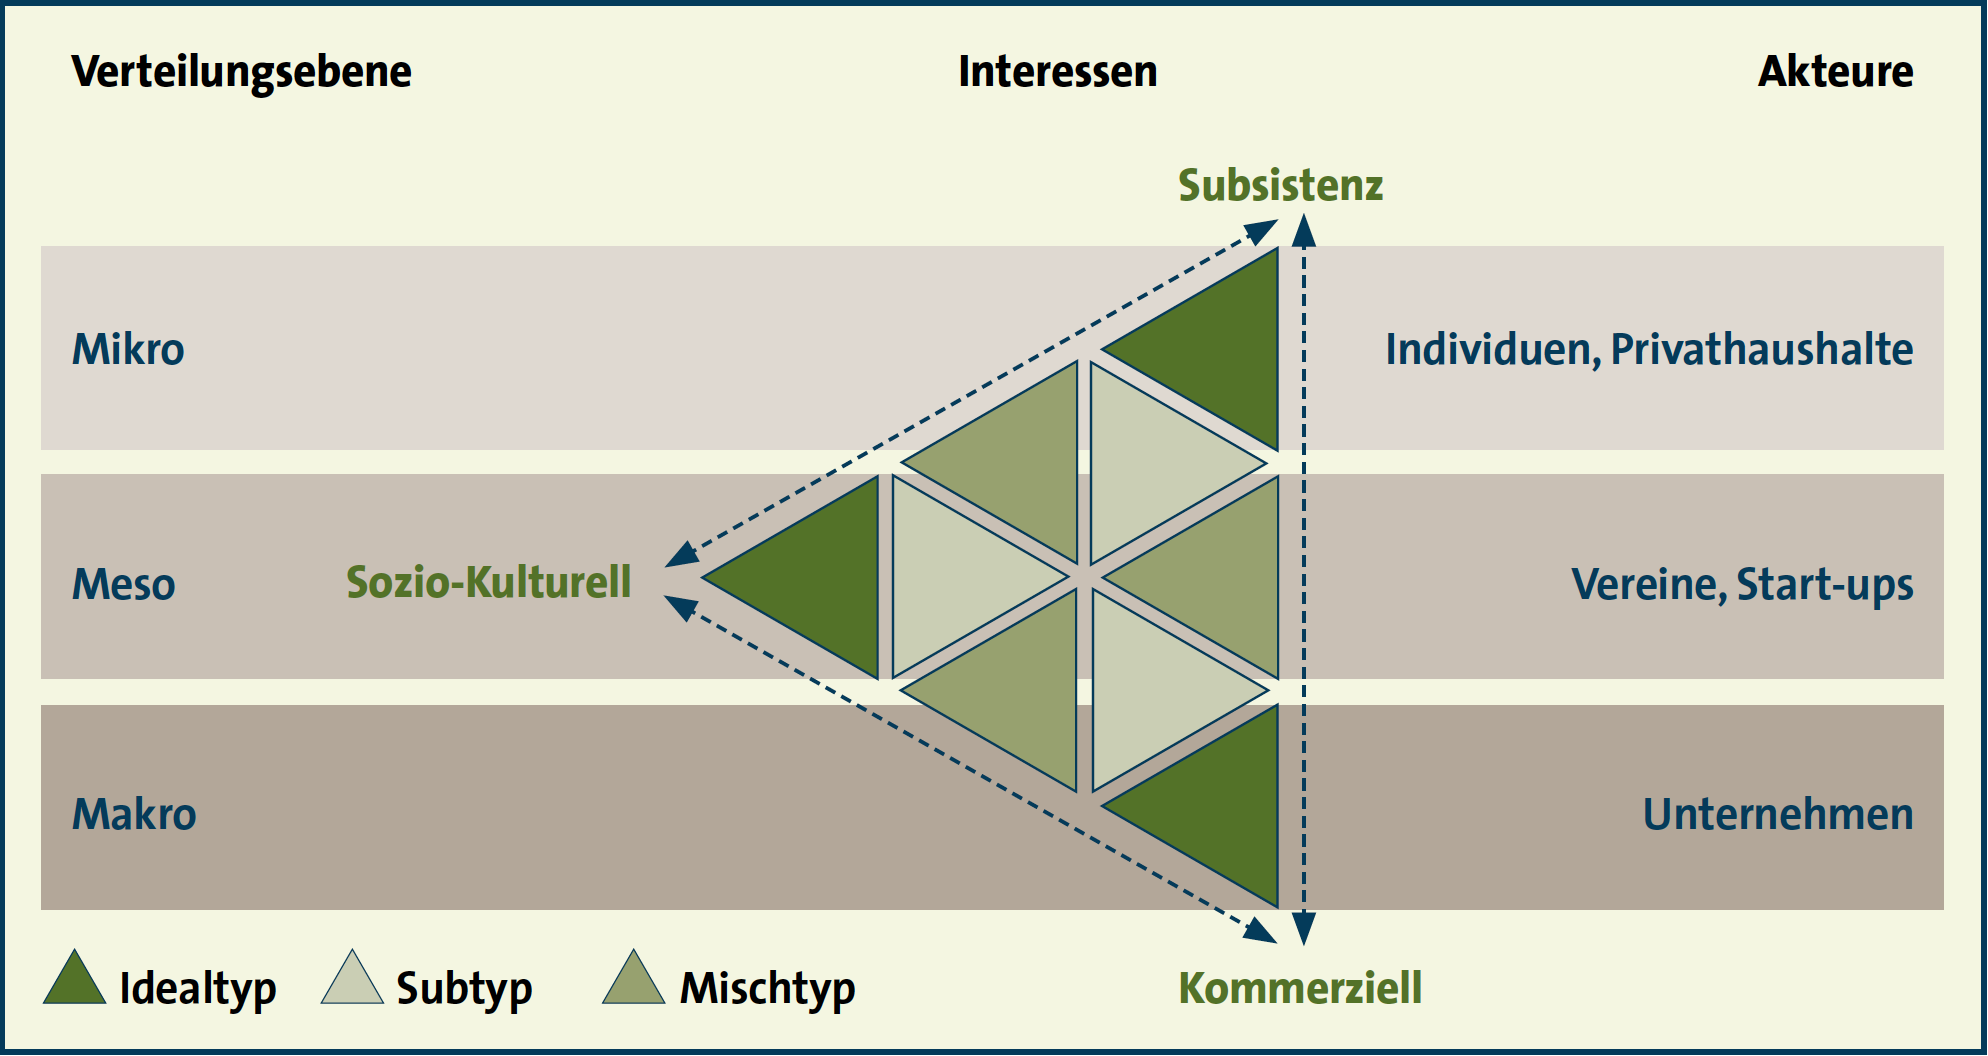 Verteilungsebene Interessen Akteure
Subsistenz
Mikro Individuen, Privathaushalte
Meso Sozio-Kulturell Vereine, Start-ups
Makro Unternehmen
Idealtyp Subtyp Mischtyp Kommerziell